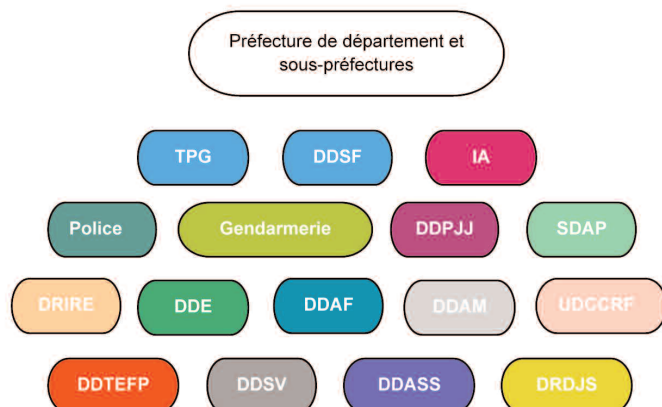 Préfecture de département et
sous-préfectures
TPG DDSF IA
Police Gendarmerie DDPJJ SDAP
DRIRE DDE DDAF DDAM UDCCRF
DDTEFP DDSV DDASS DRDJS